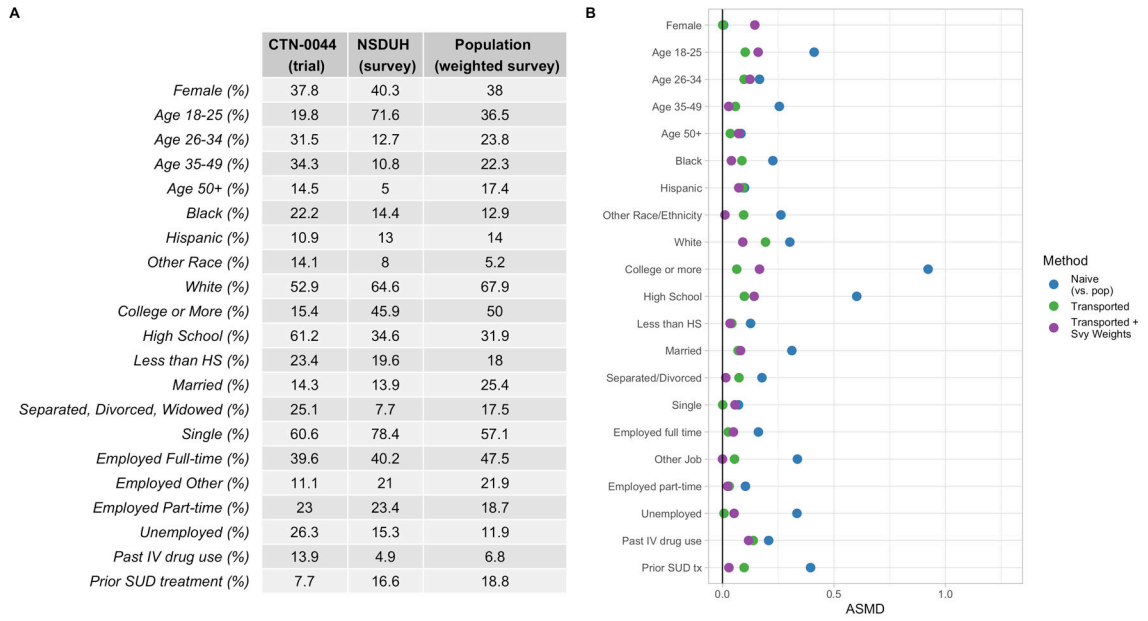 A
CTN-0044 NSDUH Population
(trial) (survey) (weighted survey)
Female (%) 37.8 40.3 38
Age 18-25 (%) 19.8 71.6 36.5
Age 26-34 (%) 31.5 12.7 23.8
Age 35-49 (%) 34.3 10.8 22.3
Age 50+ (%) 14.5 5 17.4
Black (%) 22.2 14.4 12.9
Hispanic (%) 10.9 13 14
Other Race (%) 14.1 8 5.2
White (%) 52.9 64.6 67.9
College or More (%) 15.4 45.9 50
High School (%) 61.2 34.6 31.9
Less than HS (%) 23.4 19.6 18
Married (%) 14.3 13.9 25.4
Separated, Divorced, Widowed (%) 25.1 7.7 17.5
Single (%) 60.6 78.4 57.1
Employed Full-time (%) 39.6 40.2 47.5
Employed Other (%) 11.1 21 21.9
Employed Part-time (%) 23 23.4 18.7
Unemployed (%) 26.3 15.3 11.9
Past IV drug use (%) 13.9 4.9 6.8
Prior SUD treatment (%) 7.7 16.6 18.8
B
Female
Age 18-25
Age 26-34
Age 35-49
Age 50+
Black
Hispanic
Other Race/Ethnicity
White
College or more
High School
Less than HS
Married
Separated/Divorced
Single
Employed full time
Other Job
Employed part-time
Unemployed
Past IV drug use
Prior SUD tx
0.0 0.5 1.0
ASMD
Method
Naive
(vs. pop)
Transported
Transported +
Svy Weights